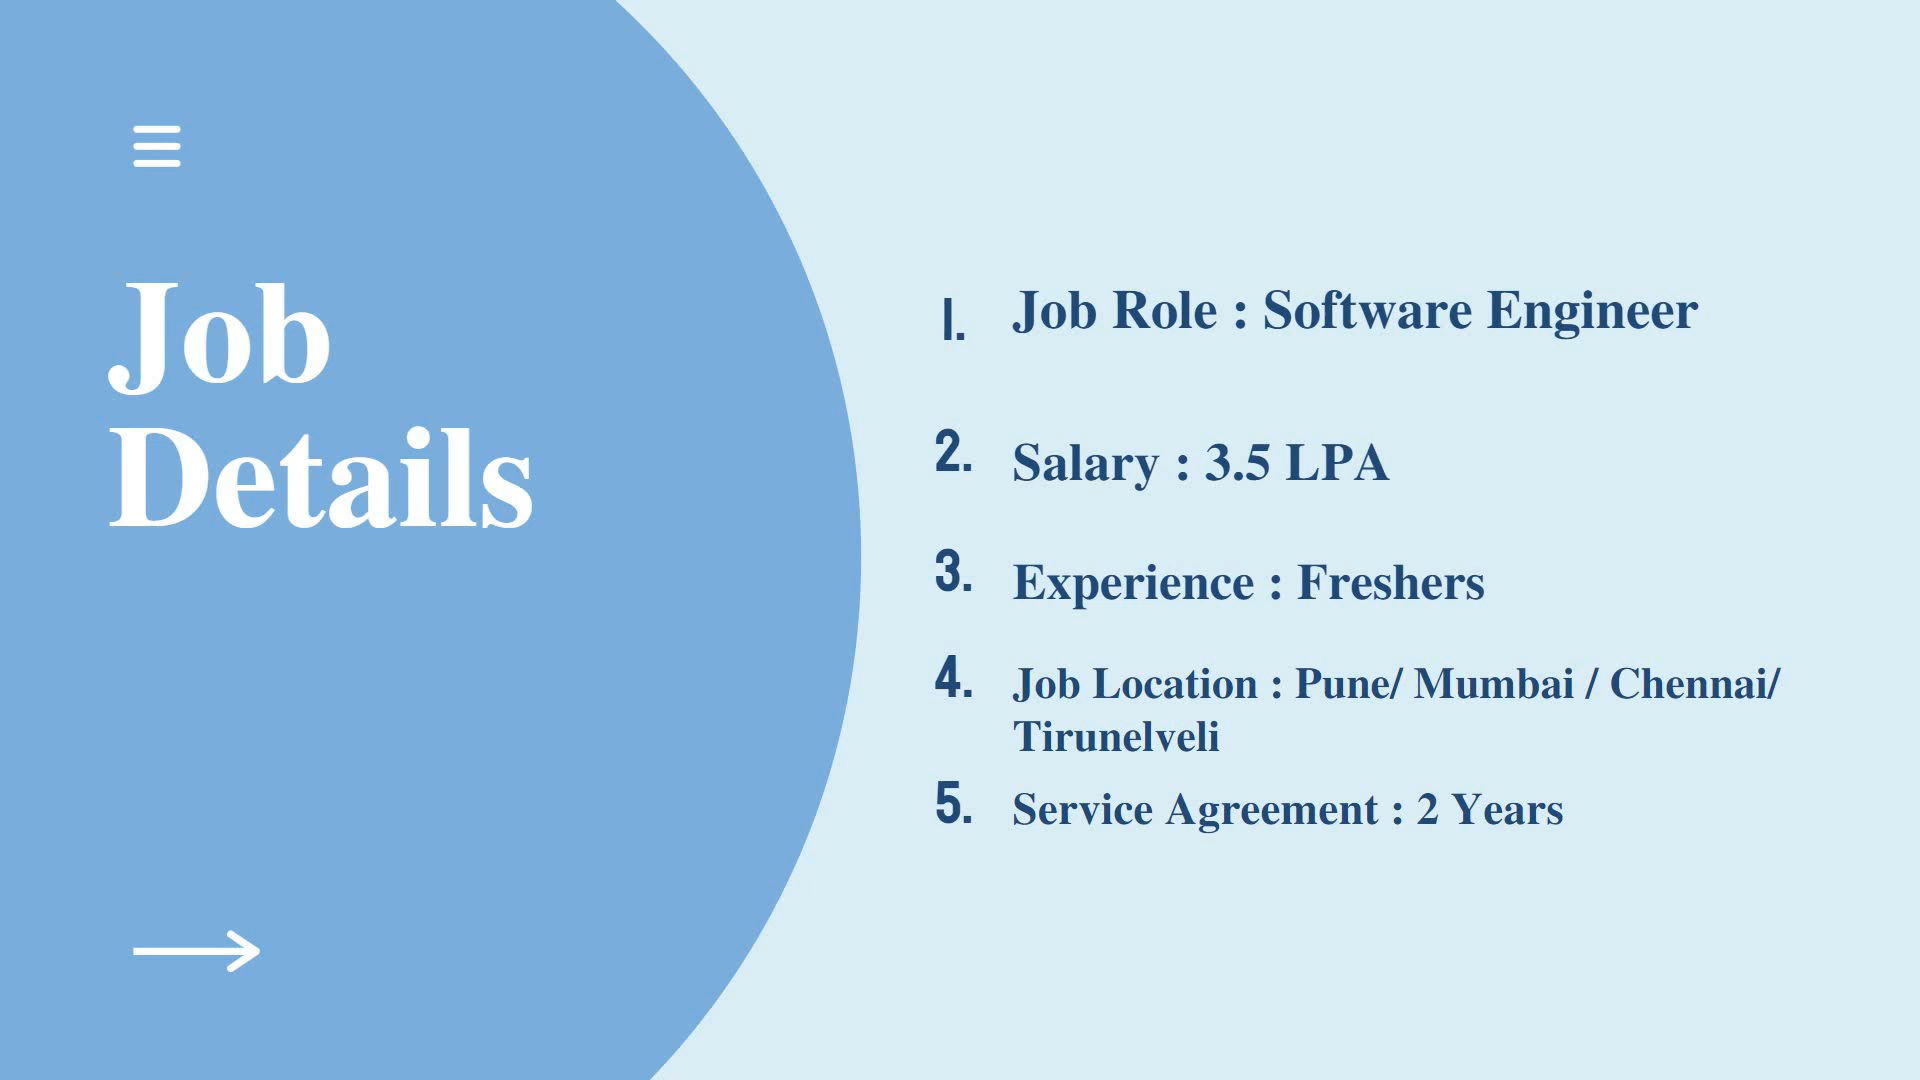 Job
Details
1. Job Role : Software Engineer
2. Salary : 3.5 LPA
3. Experience : Freshers
4. Job Location : Pune/ Mumbai / Chennai/
Tirunelveli
5. Service Agreement : 2 Years